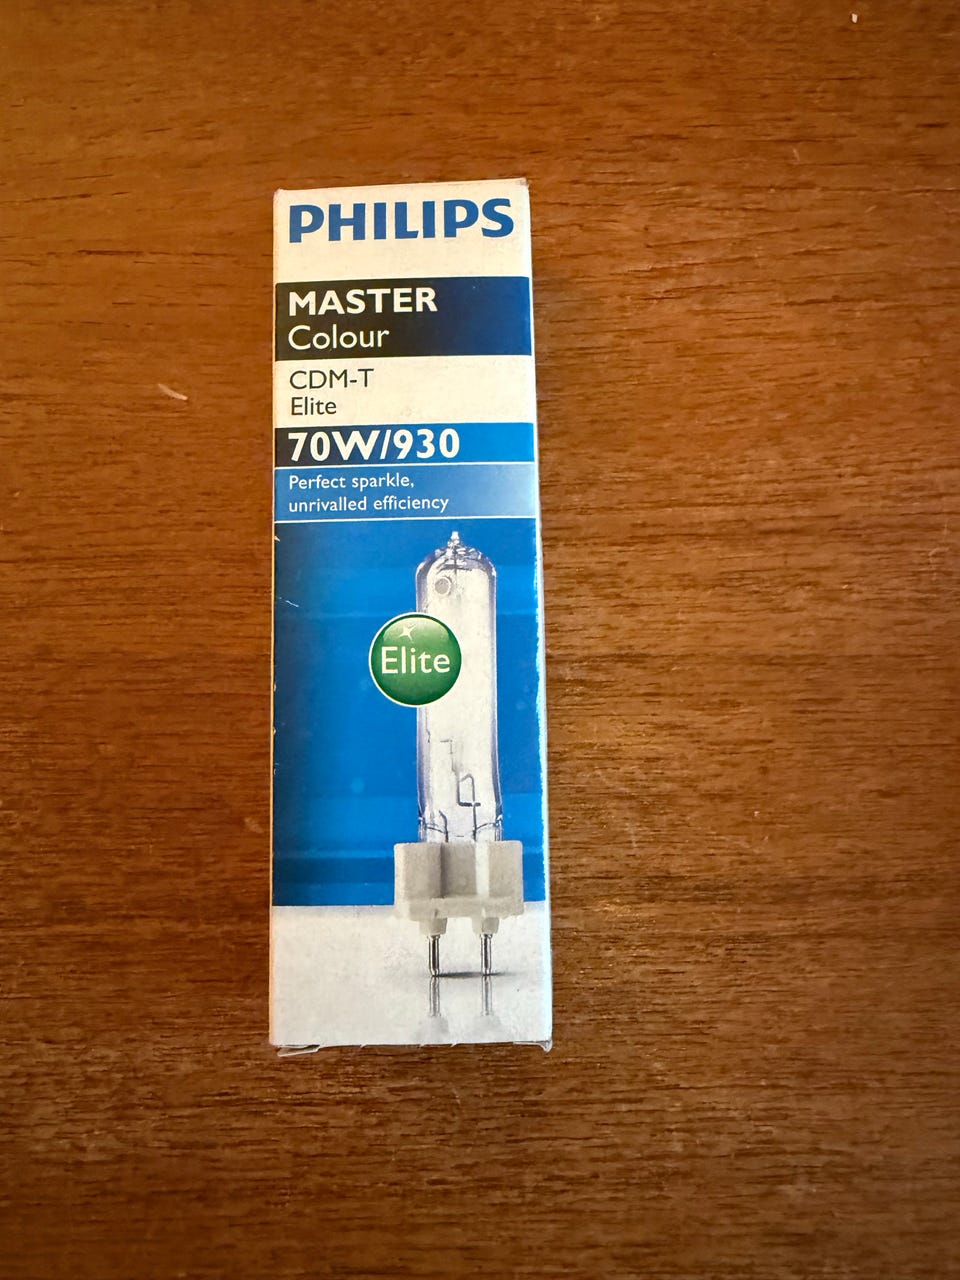 PHILIPS
MASTER
Colour
CDM-T
Elite
70W/930
Perfect sparkle,
unrivalled efficiency
Elite